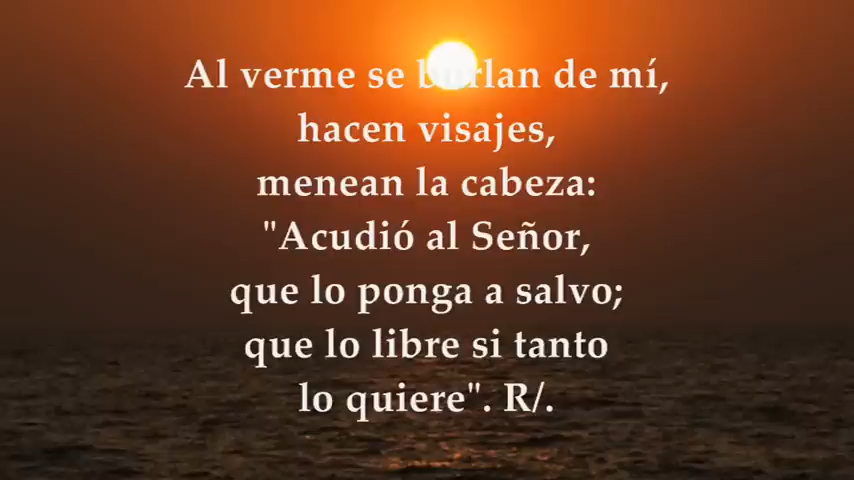 Al verme se burlan de mí,
hacen visajes,
menean la cabeza:
"Acudió al Señor,
que lo ponga a salvo;
que lo libre si tanto
lo quiere". R/.